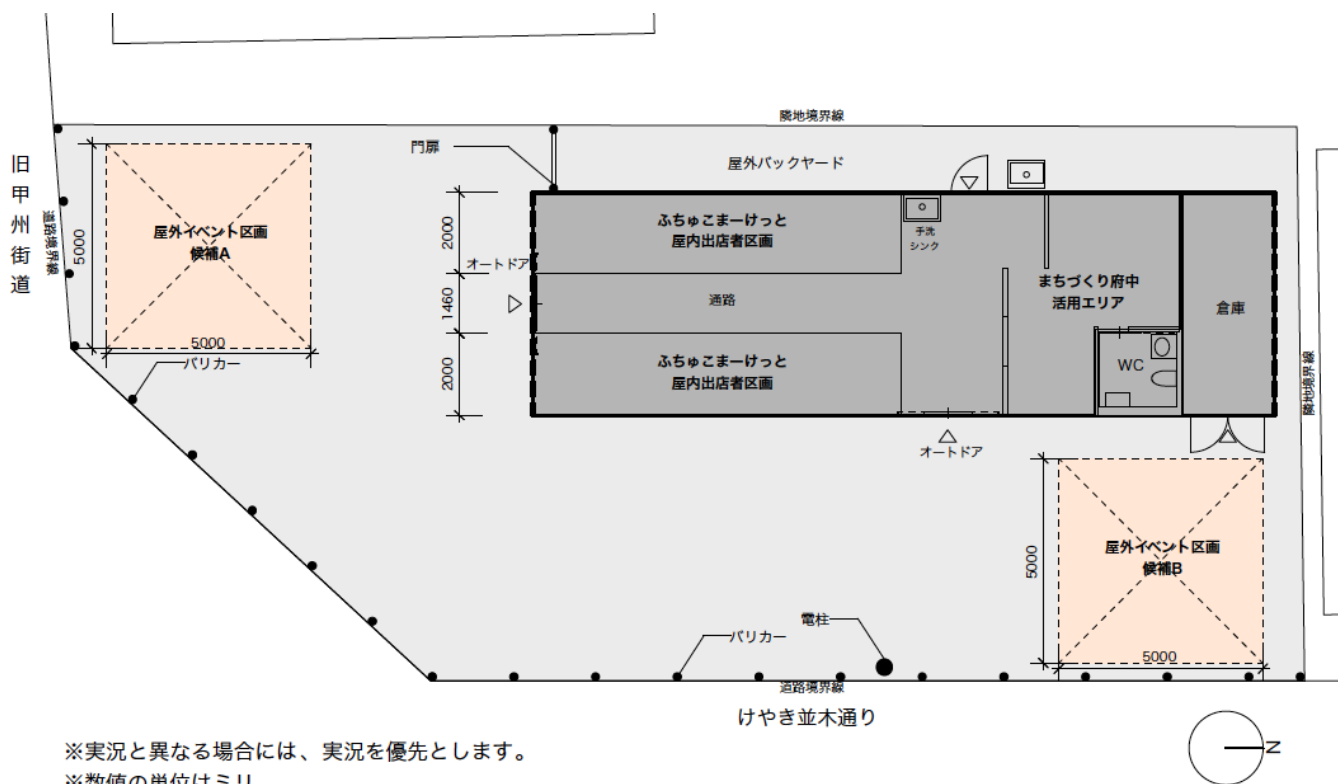 隣地境界線
門扉
屋外バックヤード
旧甲州街道
道路境界線
5000
屋外イベント区画
候補A
5000
バリカー
2000
1460
2000
オートドア
ふちゅこまーけっと
屋内出店者区画
手洗
シンク
通路
ふちゅこまーけっと
屋内出店者区画
まちづくり府中
活用エリア
倉庫
WC
隣地境界線
オートドア
5000
屋外イベント区画
候補B
5000
電柱
バリカー
道路境界線
けやき並木通り
N
※実況と異なる場合には、実況を優先とします。
※数値の単位はミリ